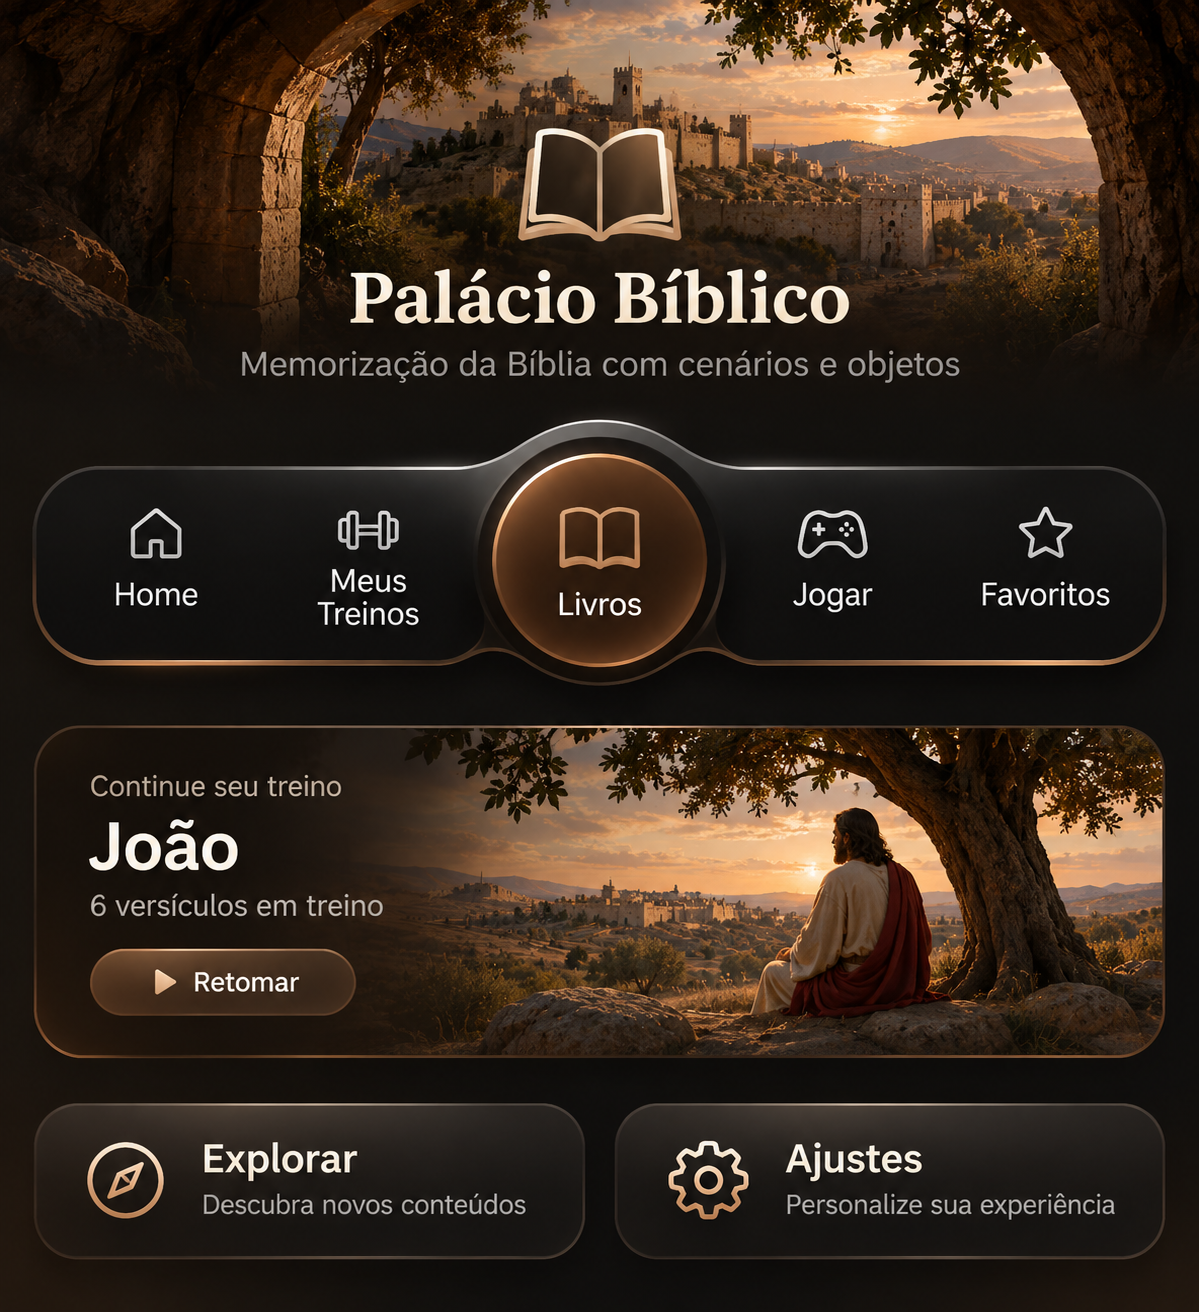 Palácio Bíblico
Memorização da Bíblia com cenários e objetos
Home
Meus
Treinos
Livros
Jogar
Favoritos
Continue seu treino
João
6 versículos em treino
Retomar
Explorar
Descubra novos conteúdos
Ajustes
Personalize sua experiência